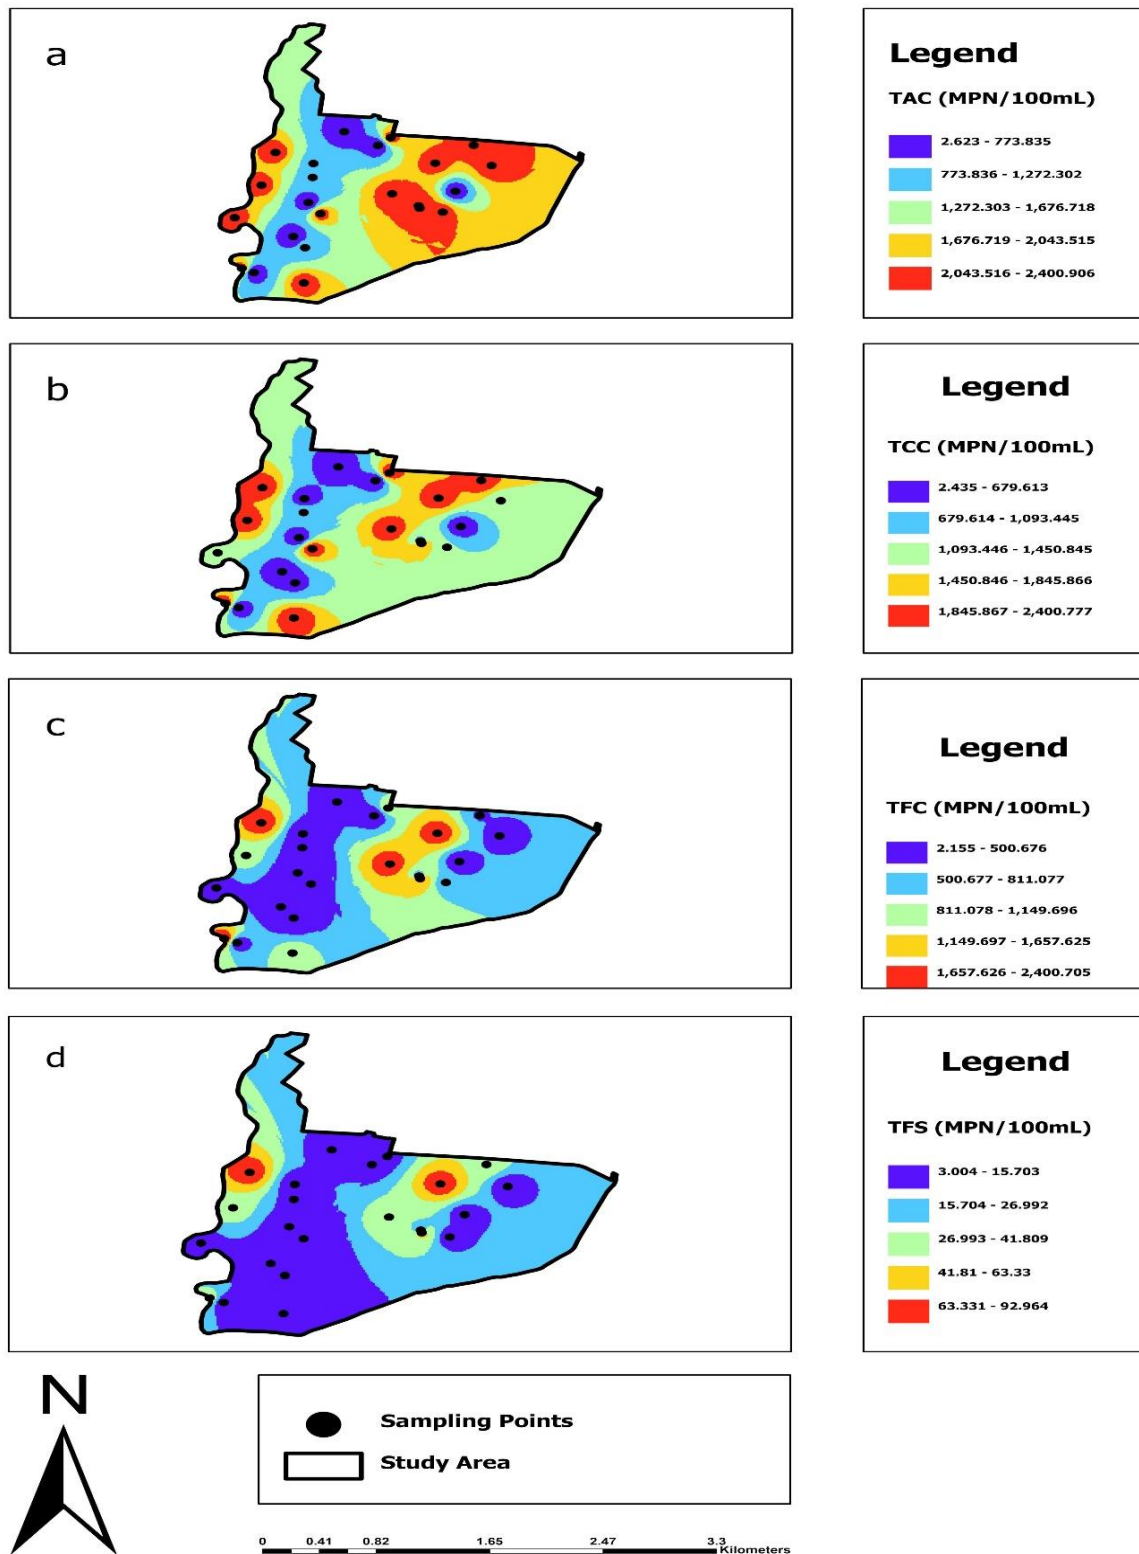 a
Legend
TAC (MPN/100mL)
2.623 - 773.835
773.836 - 1,272.302
1,272.303 - 1,676.718
1,676.719 - 2,043.515
2,043.516 - 2,400.906
b
Legend
TCC (MPN/100mL)
2.435 - 679.613
679.614 - 1,093.445
1,093.446 - 1,450.845
1,450.846 - 1,845.866
1,845.867 - 2,400.777
c
Legend
TFC (MPN/100mL)
2.155 - 500.676
500.677 - 811.077
811.078 - 1,149.696
1,149.697 - 1,657.625
1,657.626 - 2,400.705
d
Legend
TFS (MPN/100mL)
3.004 - 15.703
15.704 - 26.992
26.993 - 41.809
41.81 - 63.33
63.331 - 92.964
N
Sampling Points
Study Area
0 0.41 0.82 1.65 2.47 3.3
Kilometers